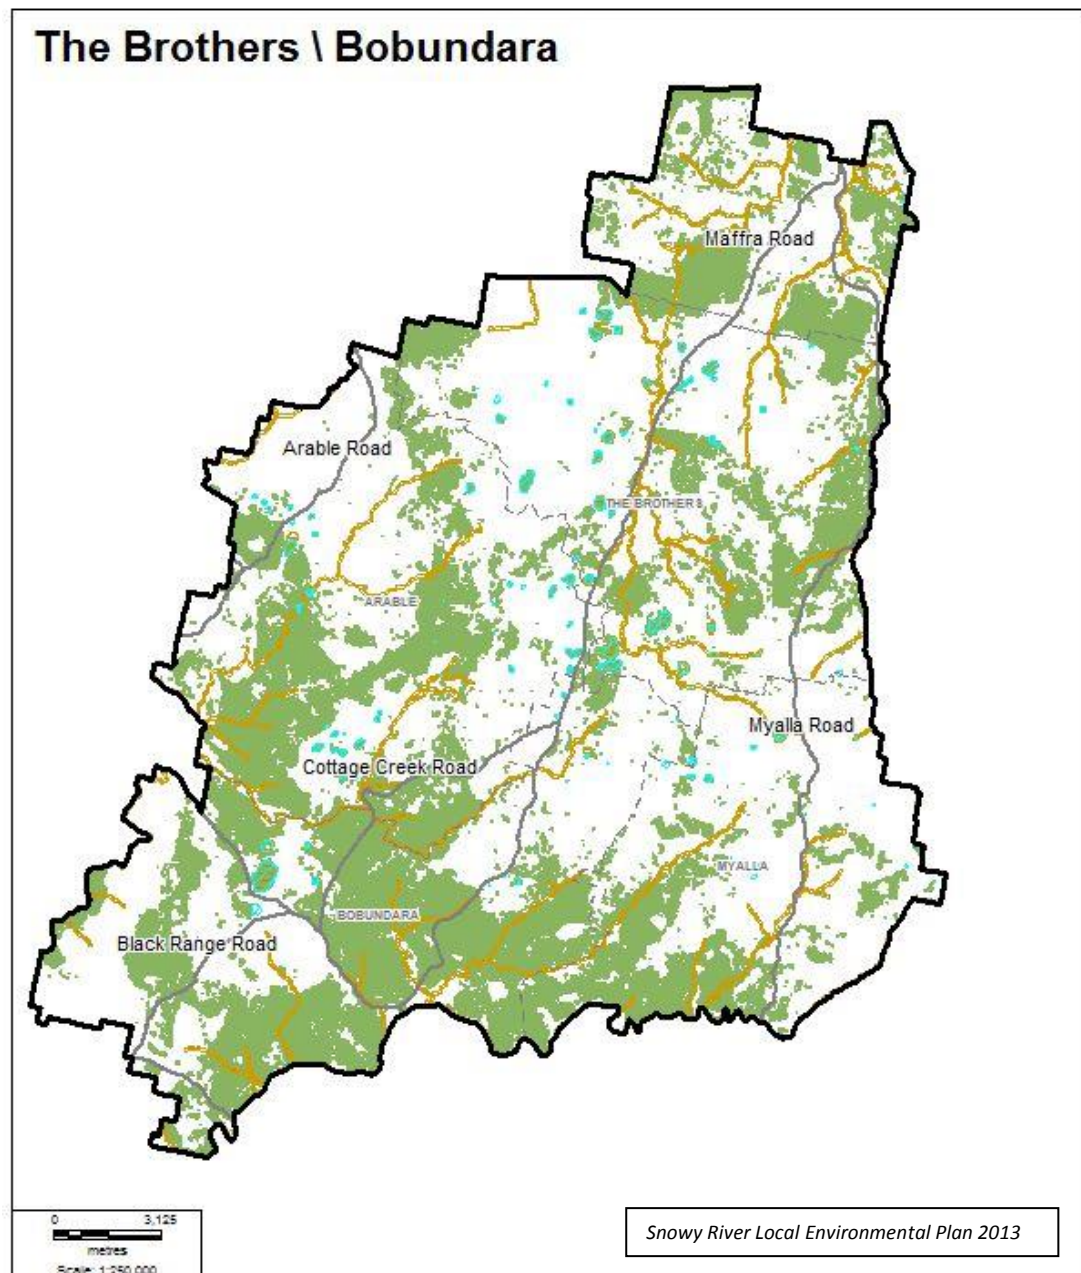 The Brothers \ Bobundara
Maffra Road
Arable Road
THE BROTHERS
ARABLE
Myalla Road
Cottage Creek Road
MYALLA
BOBUNDARA
Black Range Road
0 3,125
metres
Scale: 1:250,000
Snowy River Local Environmental Plan 2013